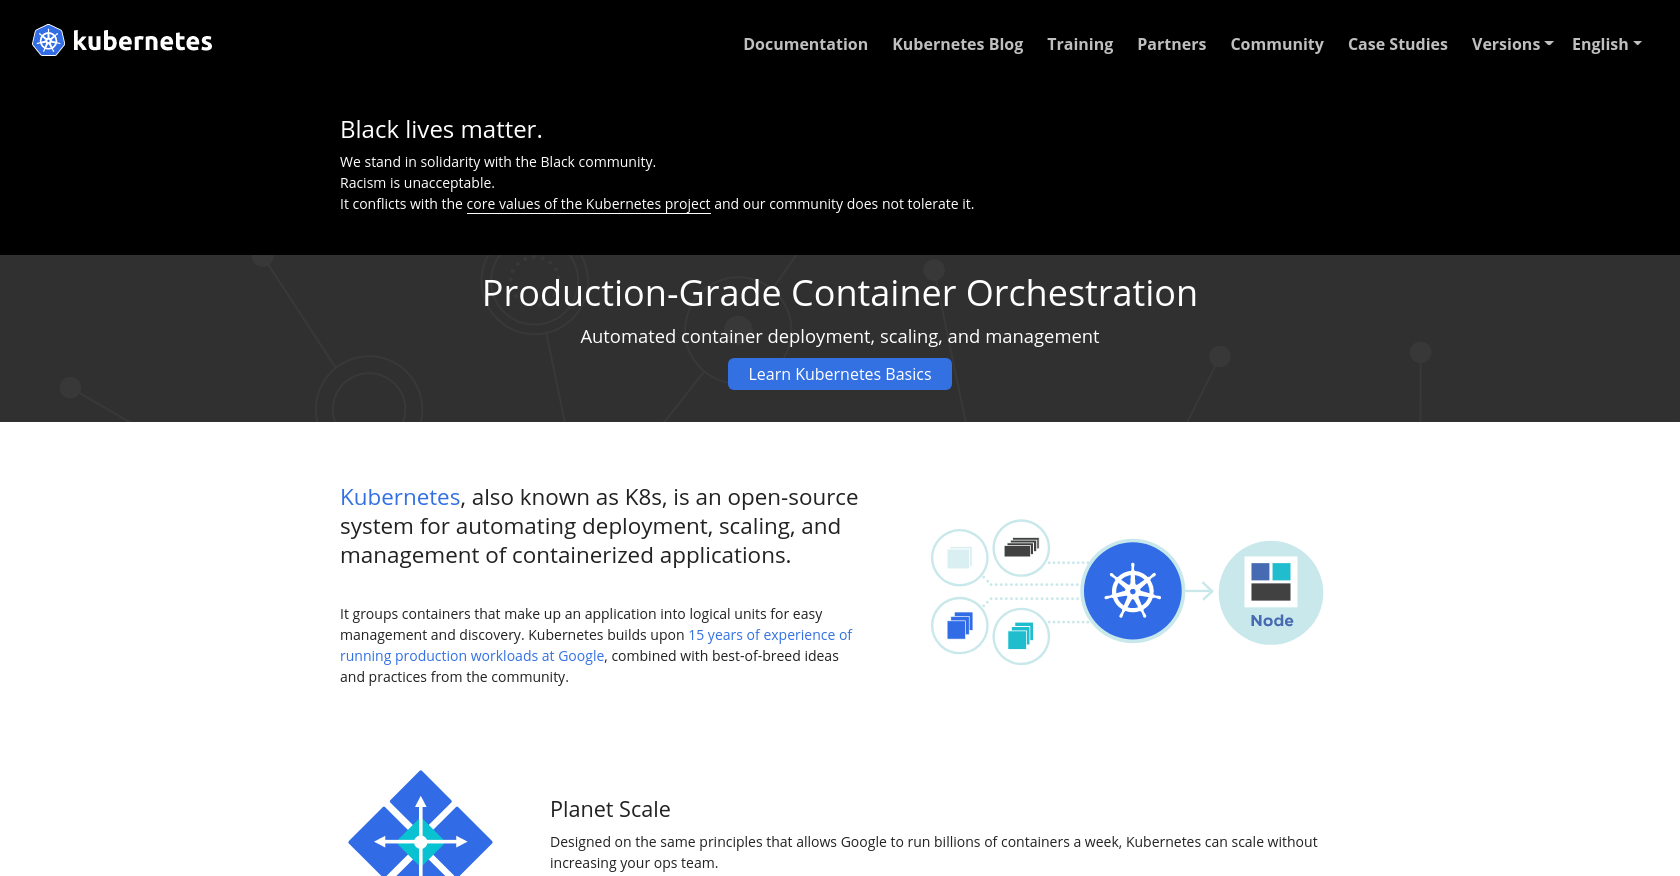 kubernetes
Documentation Kubernetes Blog Training Partners Community Case Studies Versions English
Black lives matter.
We stand in solidarity with the Black community.
Racism is unacceptable.
It conflicts with the core values of the Kubernetes project and our community does not tolerate it.
Production-Grade Container Orchestration
Automated container deployment, scaling, and management
Learn Kubernetes Basics
Kubernetes, also known as K8s, is an open-source
system for automating deployment, scaling, and
management of containerized applications.
It groups containers that make up an application into logical units for easy
management and discovery. Kubernetes builds upon 15 years of experience of
running production workloads at Google, combined with best-of-breed ideas
and practices from the community.
Node
Planet Scale
Designed on the same principles that allows Google to run billions of containers a week, Kubernetes can scale without
increasing your ops team.